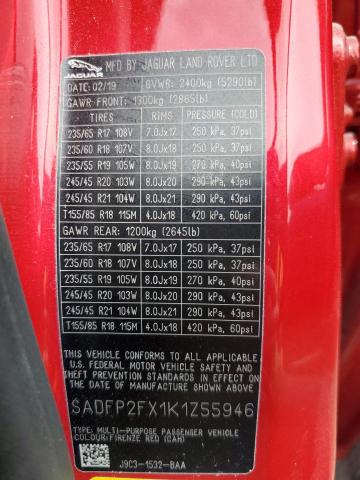 MFD BY JAGUAR LAND ROVER LTD
JAGUAR
DATE: 02/19 GVWR: 2400kg (5290lb)
GAWR FRONT: 1300kg (2865lb)
TIRES RIMS PRESSURE (COLD)
235/65 R17 108V 7.0Jx17 250 kPa, 37psi
235/60 R18 107V 8.0Jx18 250 kPa, 37psi
235/55 R19 105W 8.0Jx19 270 kPa, 40psi
245/45 R20 103W 8.0Jx20 290 kPa, 43psi
245/45 R21 104W 8.0Jx21 290 kPa, 43psi
T155/85 R18 115M 4.0Jx18 420 kPa, 60psi
GAWR REAR: 1200kg (2645lb)
235/65 R17 108V 7.0Jx17 250 kPa, 37psi
235/60 R18 107V 8.0Jx18 250 kPa, 37psi
235/55 R19 105W 8.0Jx19 270 kPa, 40psi
245/45 R20 103W 8.0Jx20 290 kPa, 43psi
245/45 R21 104W 8.0Jx21 290 kPa, 43psi
T155/85 R18 115M 4.0Jx18 420 kPa, 60psi
THIS VEHICLE CONFORMS TO ALL APPLICABLE
U.S. FEDERAL MOTOR VEHICLE SAFETY AND
THEFT PREVENTION STANDARDS IN EFFECT ON THE
DATE OF MANUFACTURE SHOWN ABOVE.
SADFP2FX1K1Z55946
TYPE: MULTI-PURPOSE PASSENGER VEHICLE
COLOUR: FIRENZE RED (CAH)
J9C3-1532-BAA